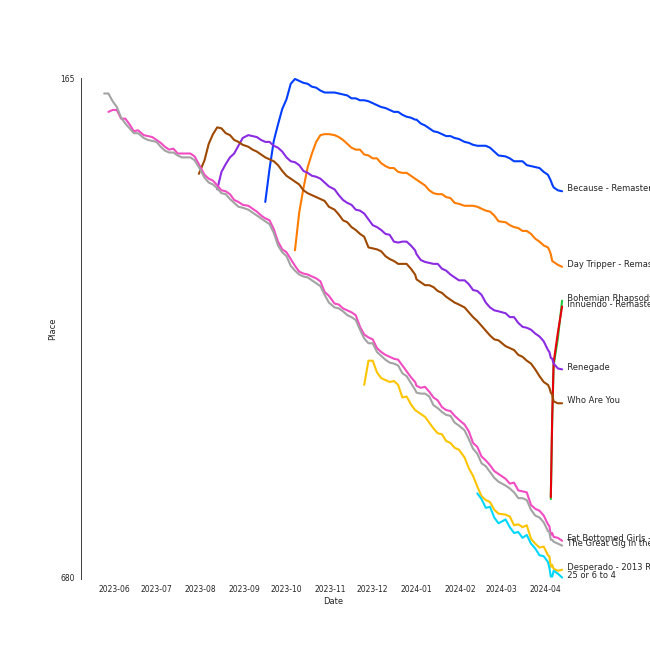 165
Because - Remaster
Day Tripper - Remas
Bohemian Rhapsod
Innuendo - Remaste
Renegade
Who Are You
Fat Bottomed Girls -
The Great Gig In the
Desperado - 2013 R
25 or 6 to 4
680
Place
2023-06 2023-07 2023-08 2023-09 2023-10 2023-11 2023-12 2024-01 2024-02 2024-03 2024-04
Date